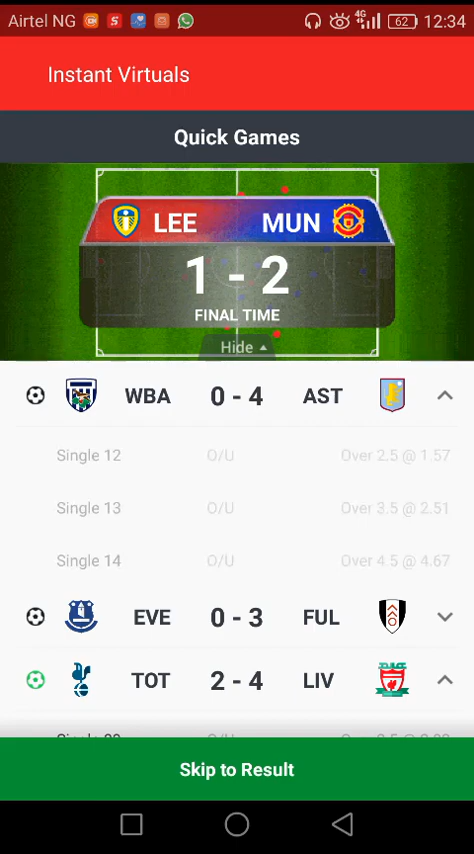 Airtel NG 4G 62 12:34
Instant Virtuals
Quick Games
LEE MUN
1 - 2
FINAL TIME
Hide
WBA 0 - 4 AST
Single 12 O/U Over 2.5 @ 1.57
Single 13 O/U Over 3.5 @ 2.51
Single 14 O/U Over 4.5 @ 4.67
EVE 0 - 3 FUL
TOT 2 - 4 LIV
Skip to Result